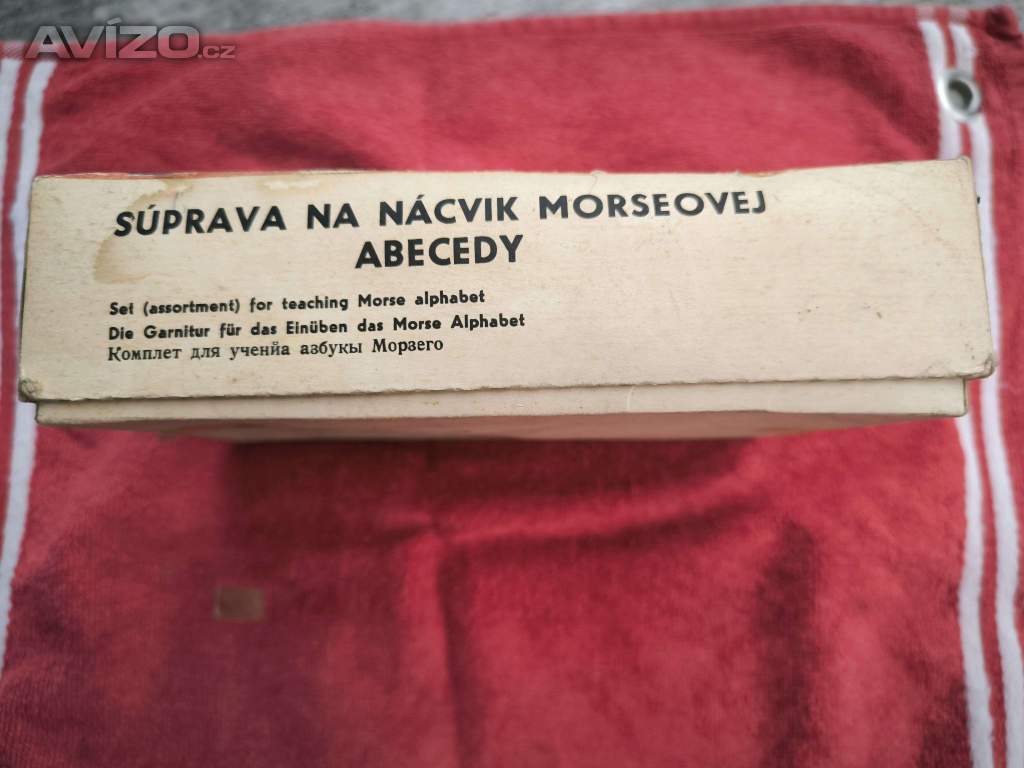 AVÍZO.cz
SÚPRAVA NA NÁCVIK MORSEOVEJ
ABECEDY
Set (assortment) for teaching Morse alphabet
Die Garnitur für das Einüben das Morse Alphabet
Комплет для ученйа азбукы Морзего